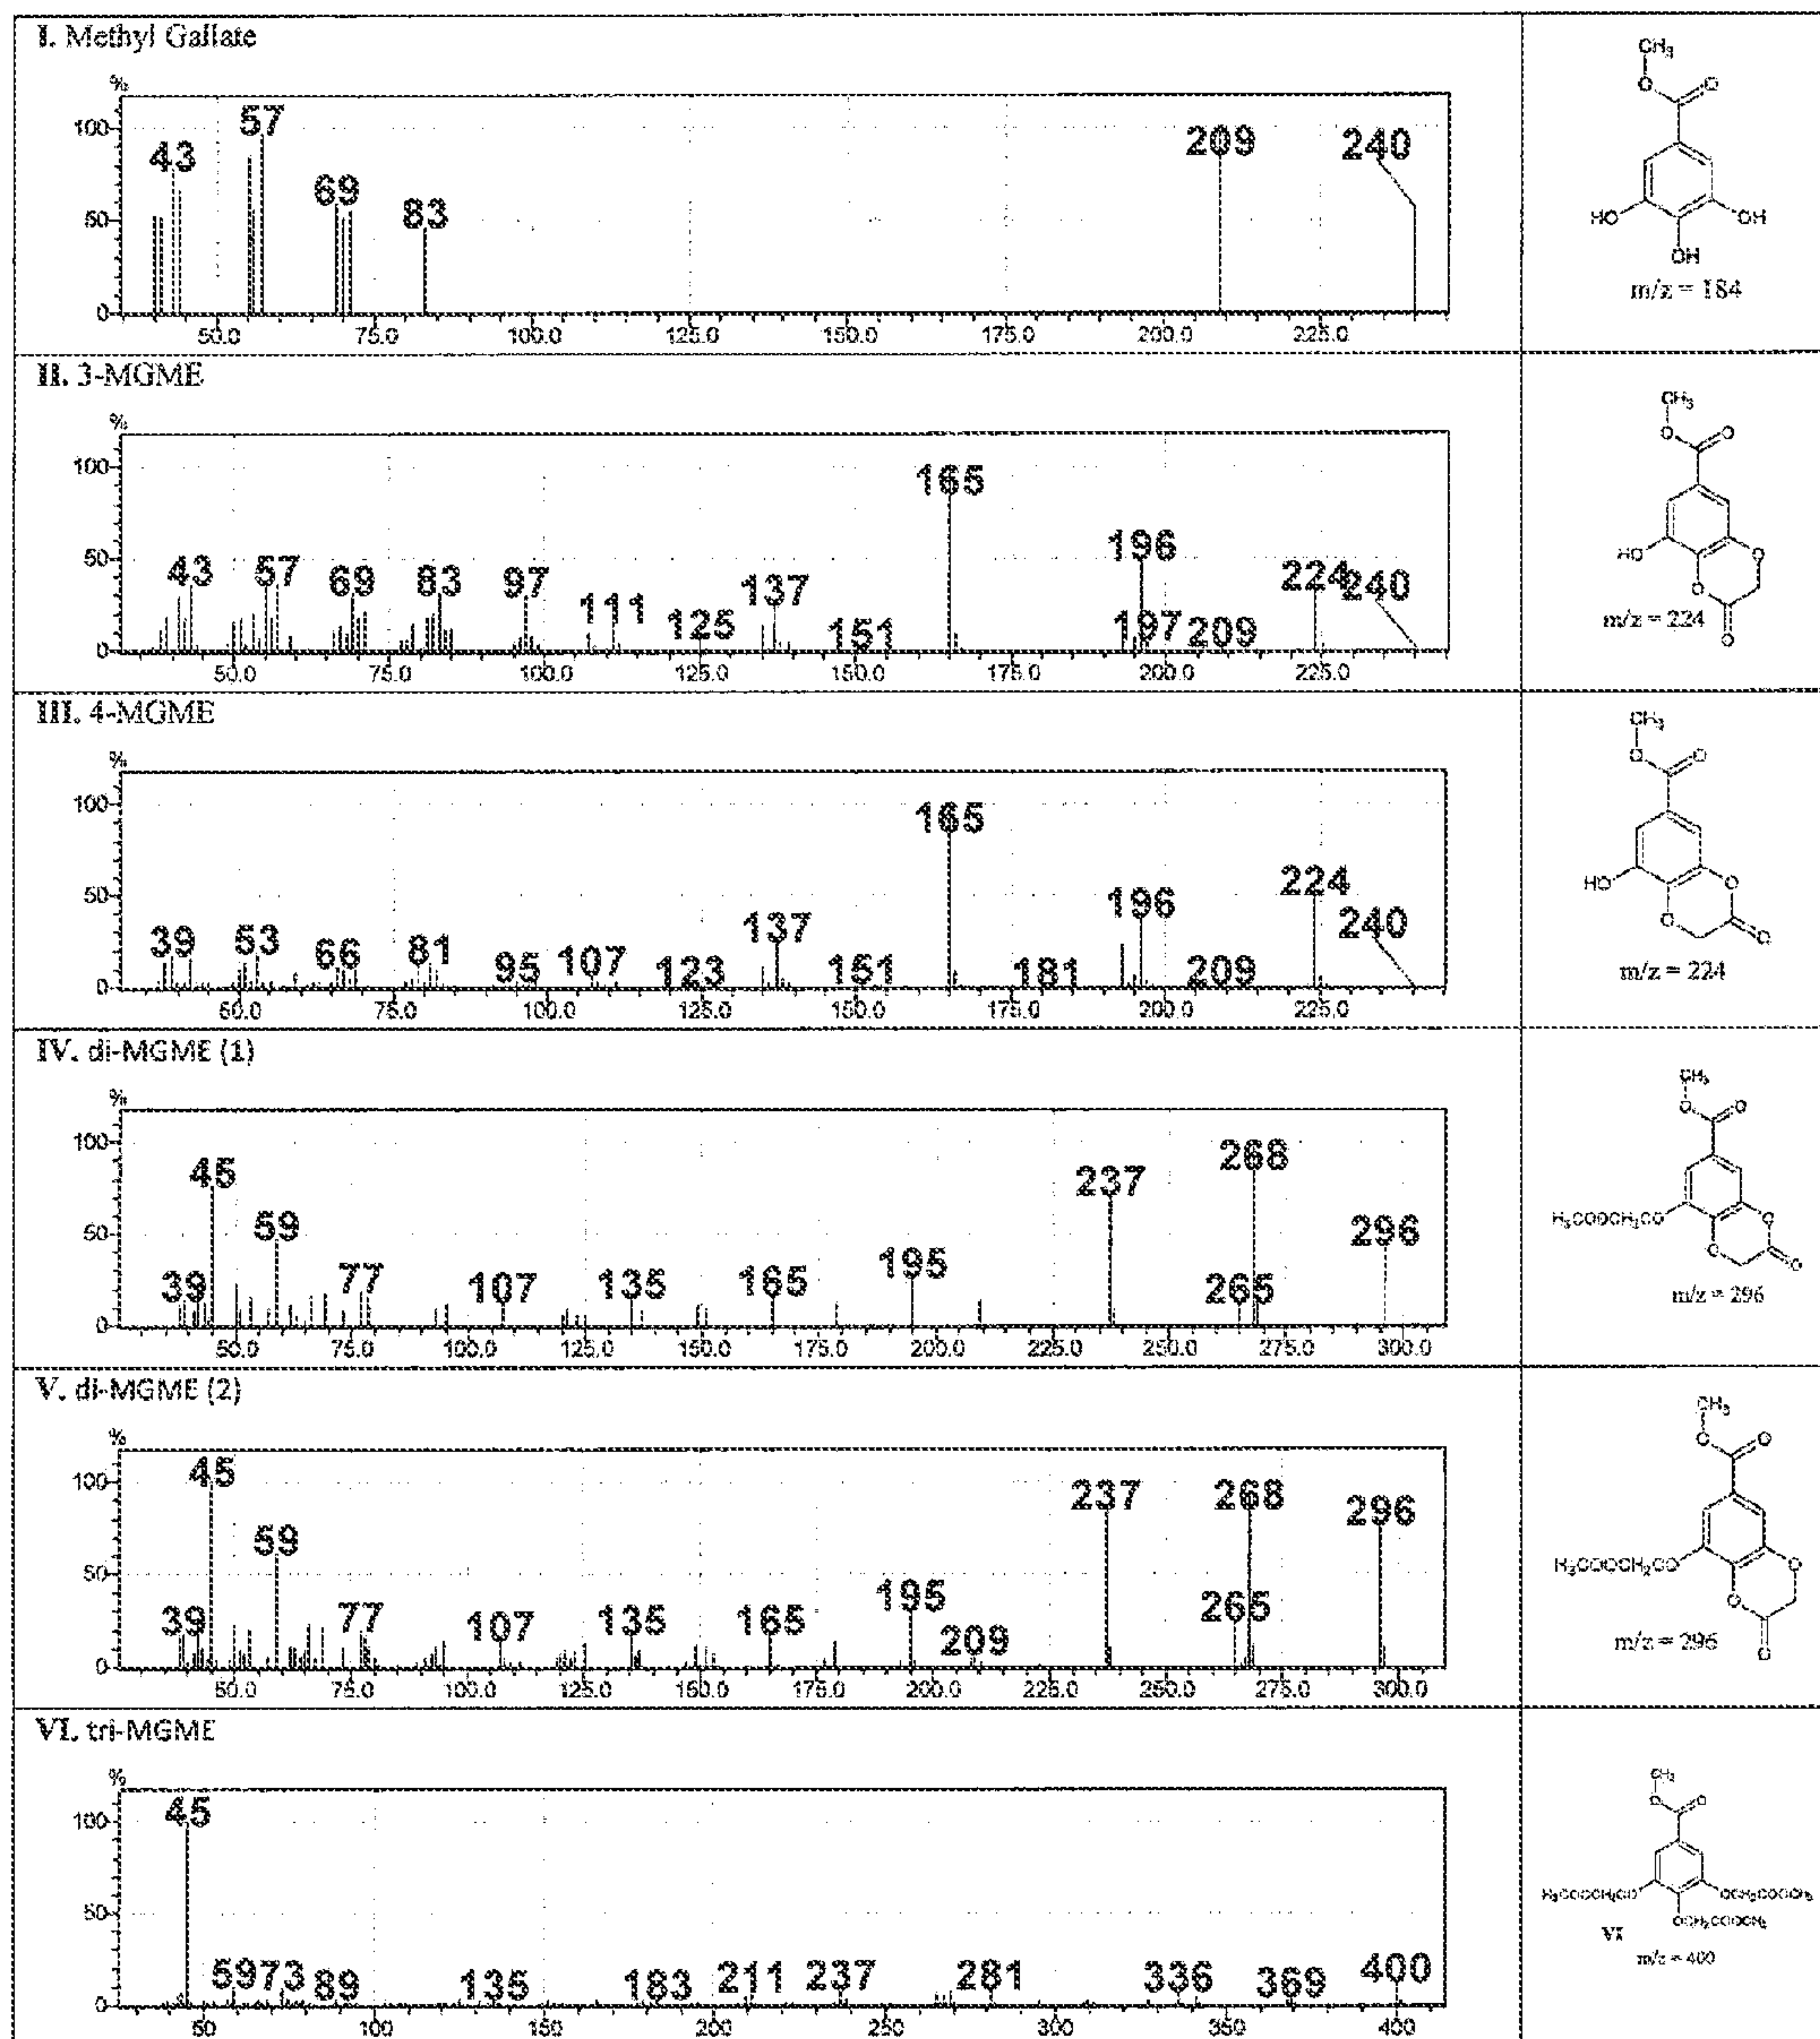 I. Methyl Gallate
%
100
50
0
43
57
69
83
209
240
50.0 75.0 100.0 125.0 150.0 175.0 200.0 225.0
CH3
O O
HO OH
OH
m/z = 184
II. 3-MGME
%
100
50
0
43 57 69 83 97 111 125 137 151 165 196 197 209 224 240
50.0 75.0 100.0 125.0 150.0 175.0 200.0 225.0
CH3
O O
HO O
O
O
m/z = 224
III. 4-MGME
%
100
50
0
39 53 66 81 95 107 123 137 151 165 181 196 209 224 240
50.0 75.0 100.0 125.0 150.0 175.0 200.0 225.0
CH3
O O
HO O
O O
m/z = 224
IV. di-MGME (1)
%
100
50
0
39 45 59 77 107 135 165 195 237 265 268 296
50.0 75.0 100.0 125.0 150.0 175.0 200.0 225.0 250.0 275.0 300.0
CH3
O O
H3COOCH2CO O
O O
m/z = 296
V. di-MGME (2)
%
100
50
0
39 45 59 77 107 135 165 195 209 237 265 268 296
50.0 75.0 100.0 125.0 150.0 175.0 200.0 225.0 250.0 275.0 300.0
CH3
O O
H3COOCH2CO O
O
O
m/z = 296
VI. tri-MGME
%
100
50
0
45 59 73 89 135 183 211 237 281 336 369 400
50 100 150 200 250 300 350 400
CH3
O O
OCH2COOCH3
VI
m/z = 400